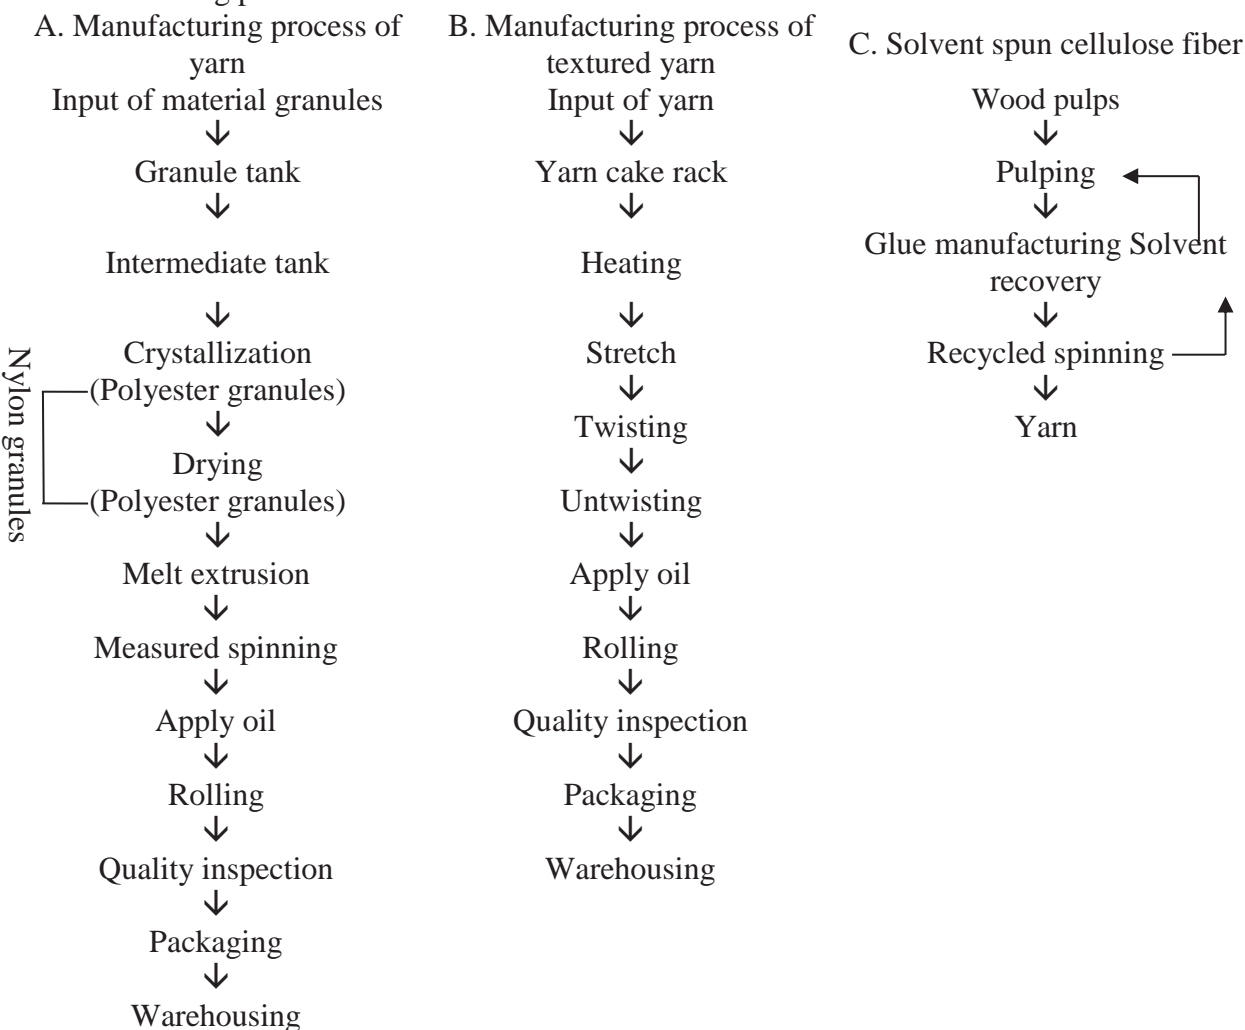 A. Manufacturing process of
yarn
Input of material granules
Granule tank
Intermediate tank
Crystallization
(Polyester granules)
Drying
(Polyester granules)
Nylon granules
Melt extrusion
Measured spinning
Apply oil
Rolling
Quality inspection
Packaging
Warehousing
B. Manufacturing process of
textured yarn
Input of yarn
Yarn cake rack
Heating
Stretch
Twisting
Untwisting
Apply oil
Rolling
Quality inspection
Packaging
Warehousing
C. Solvent spun cellulose fiber
Wood pulps
Pulping
Glue manufacturing Solvent
recovery
Recycled spinning
Yarn